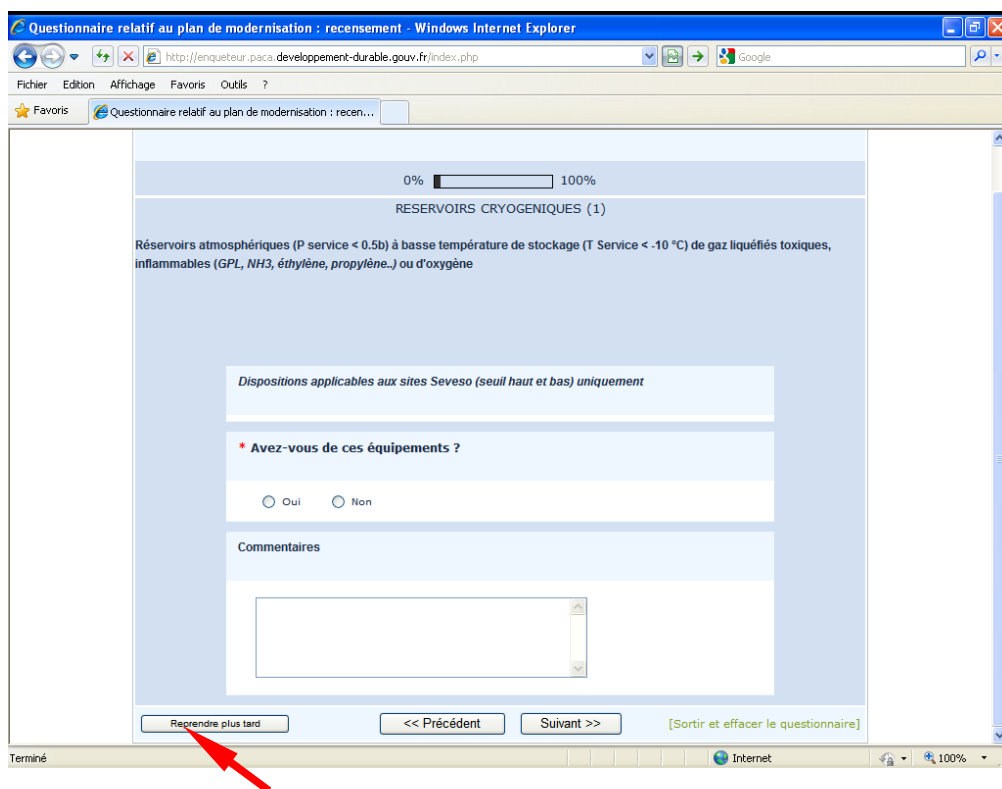 Questionnaire relatif au plan de modernisation : recensement - Windows Internet Explorer
http://enqueteur.paca.developpement-durable.gouv.fr/index.php
Google
Fichier Edition Affichage Favoris Outils ?
Favoris
Questionnaire relatif au plan de modernisation : recen...
0% 100%
RESERVOIRS CRYOGENIQUES (1)
Réservoirs atmosphériques (P service < 0.5b) à basse température de stockage (T Service < -10 °C) de gaz liquéfiés toxiques,
inflammables (GPL, NH3, éthylène, propylène..) ou d'oxygène
Dispositions applicables aux sites Seveso (seuil haut et bas) uniquement
* Avez-vous de ces équipements ?
Oui Non
Commentaires
Reprendre plus tard << Précédent Suivant >> [Sortir et effacer le questionnaire]
Terminé Internet 100%